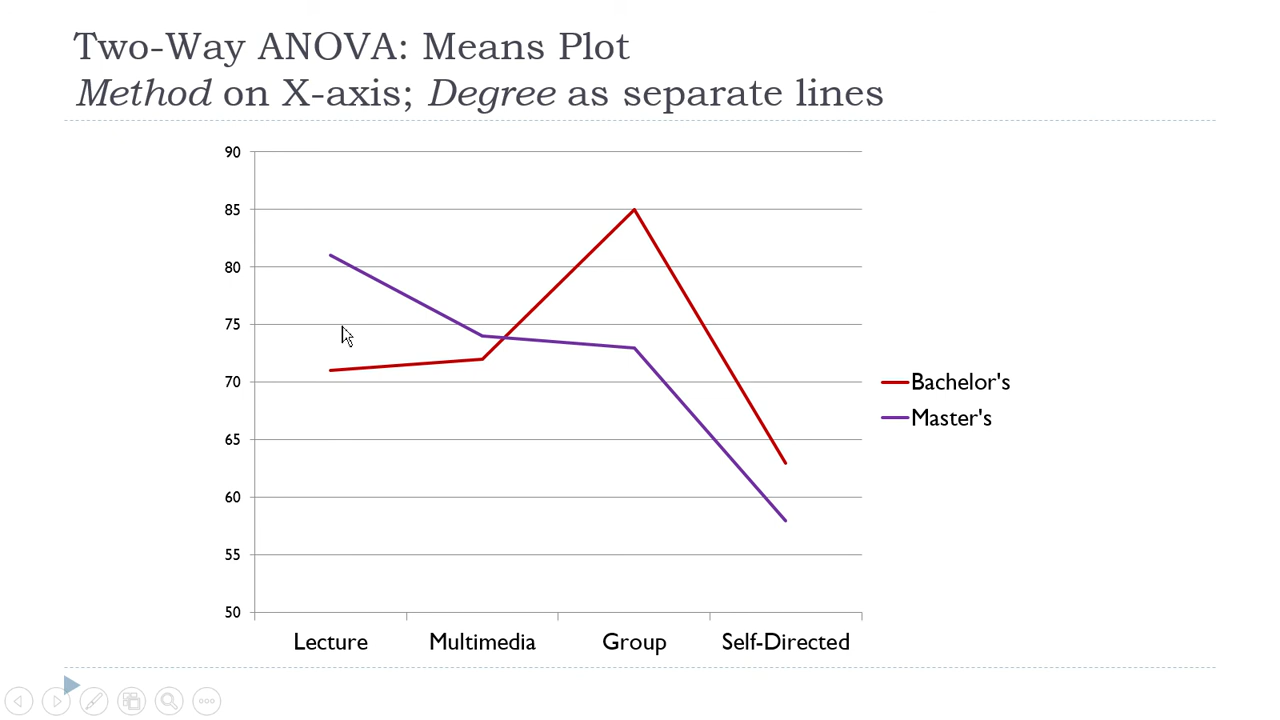 Two-Way ANOVA: Means Plot
Method on X-axis; Degree as separate lines
90
85
80
75
70
65
60
55
50
Lecture Multimedia Group Self-Directed
Bachelor's
Master's